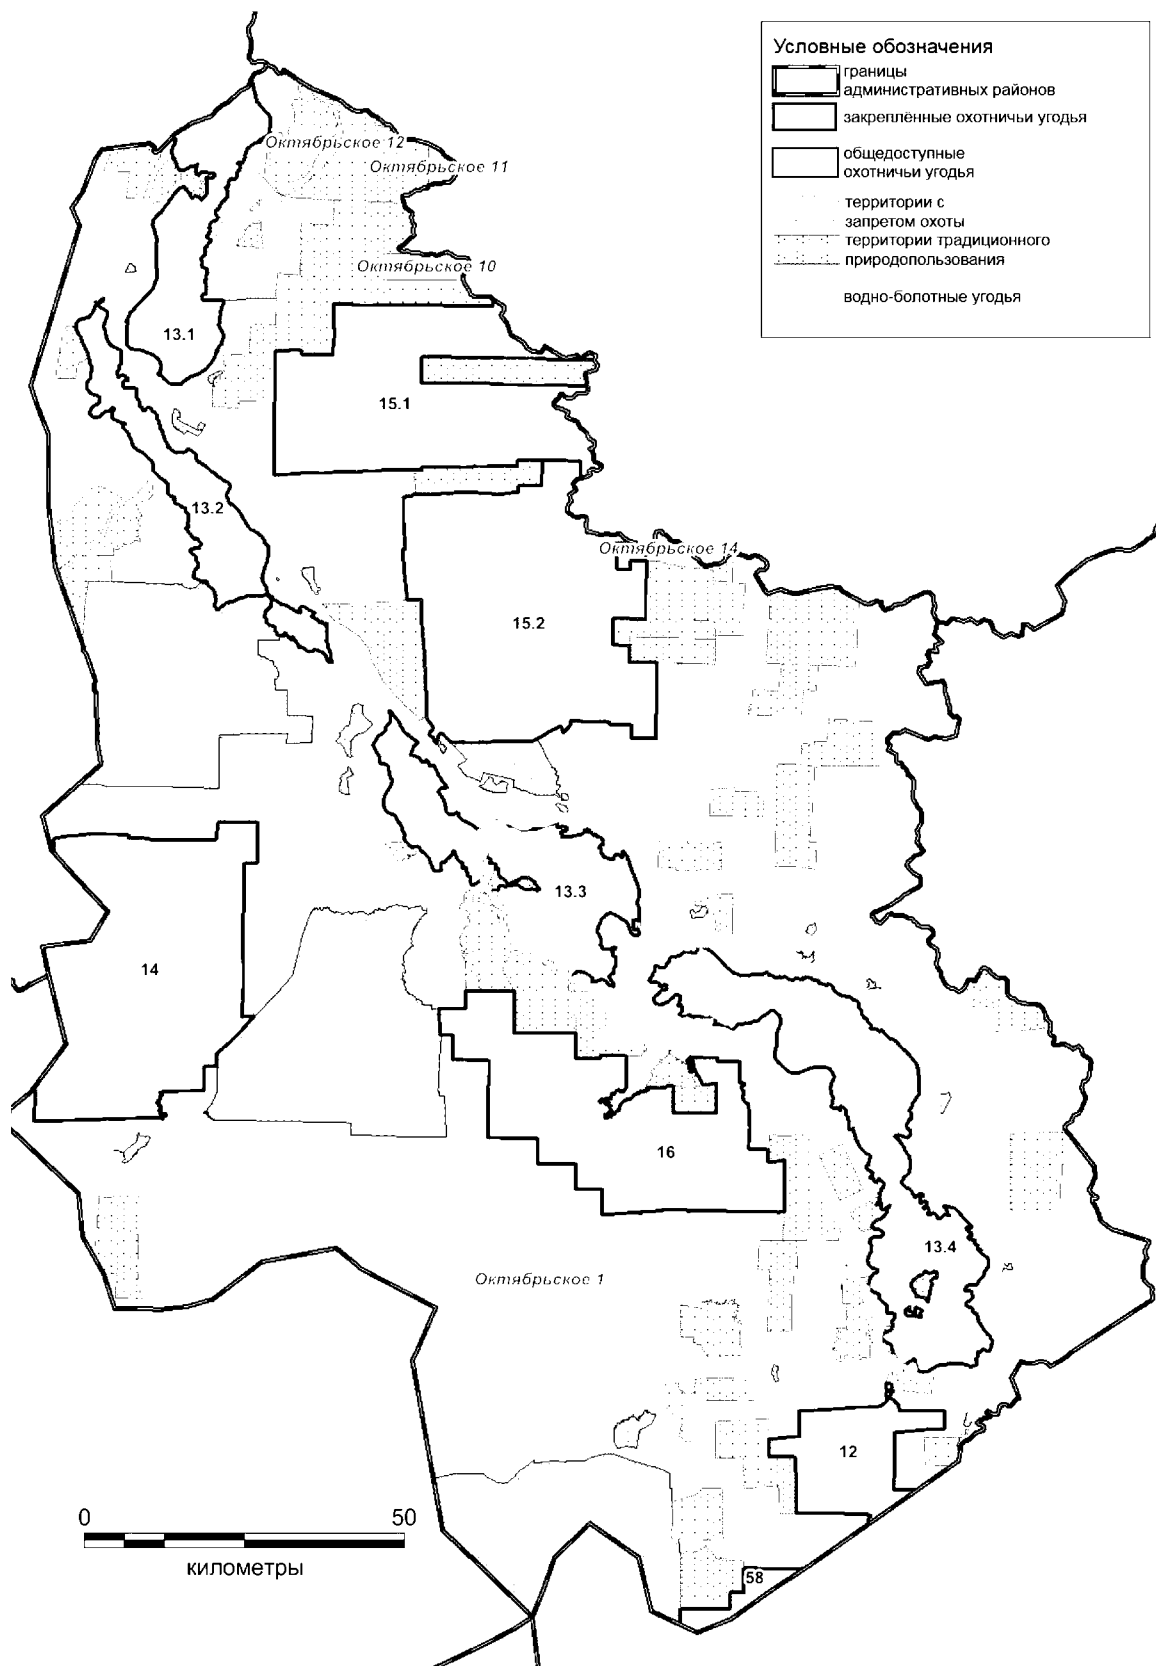 Условные обозначения
границы
административных районов
закреплённые охотничьи угодья
общедоступные
охотничьи угодья
территории с
запретом охоты
территории традиционного
природопользования
водно-болотные угодья
Октябрьское 12
Октябрьское 11
Октябрьское 10
13.1
15.1
13.2
Октябрьское 14
15.2
13.3
14
16
13.4
Октябрьское 1
12
0 50
километры
58